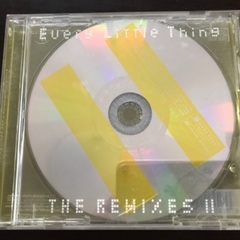 Every Little Thing
THE REMIXES II